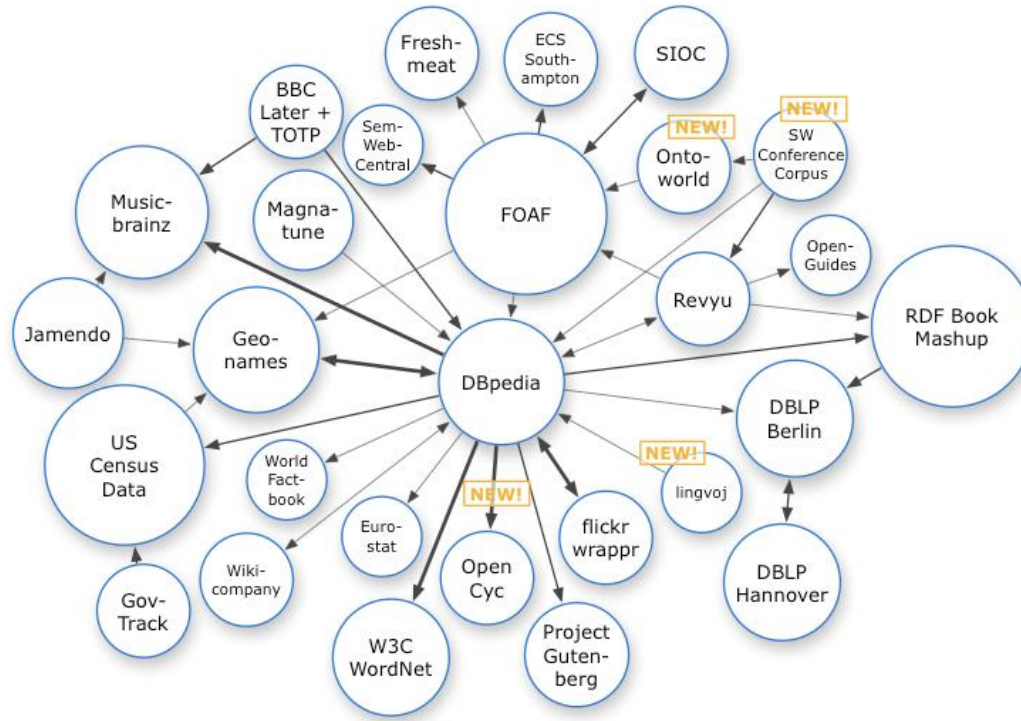 Fresh-
meat
ECS
South-
ampton
SIOC
BBC
Later +
TOTP
Sem-
Web-
Central
NEW!
Onto-
world
NEW!
SW
Conference
Corpus
Music-
brainz
Magna-
tune
FOAF
Open-
Guides
Revyu
RDF Book
Mashup
Jamendo
Geo-
names
DBpedia
DBLP
Berlin
US
Census
Data
World
Fact-
book
NEW!
lingvoj
Euro-
stat
NEW!
Open
Cyc
flickr
wrappr
Wiki-
company
DBLP
Hannover
Gov-
Track
W3C
WordNet
Project
Guten-
berg